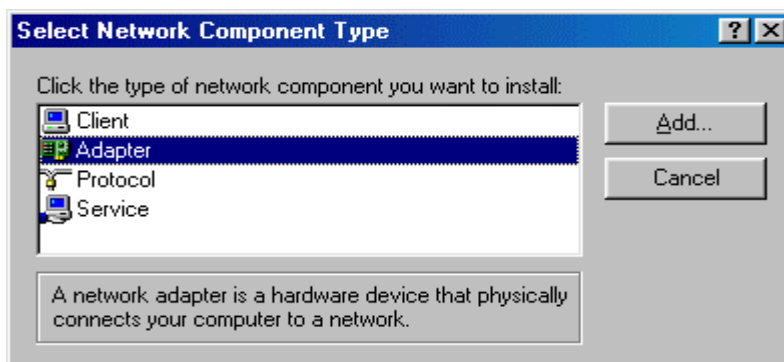 Select Network Component Type
Click the type of network component you want to install:
Client
Adapter
Protocol
Service
Add...
Cancel
A network adapter is a hardware device that physically
connects your computer to a network.